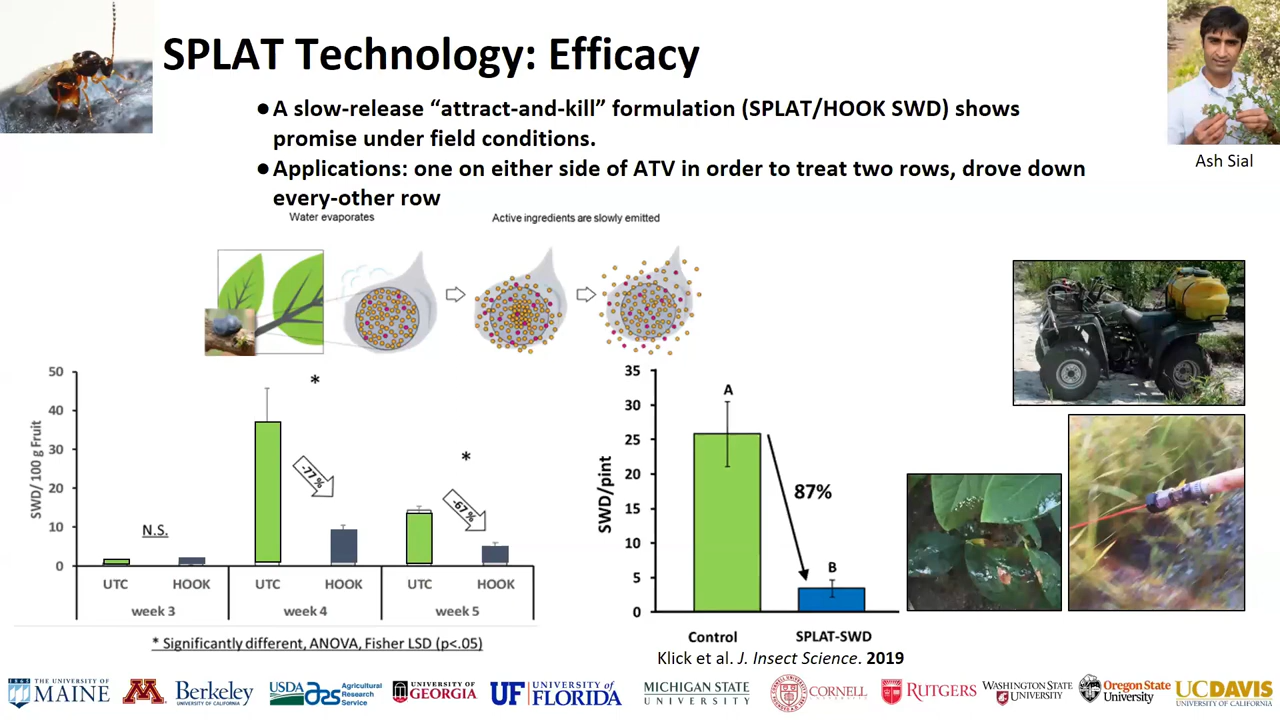 SPLAT Technology: Efficacy
●A slow-release “attract-and-kill” formulation (SPLAT/HOOK SWD) shows
promise under field conditions.
●Applications: one on either side of ATV in order to treat two rows, drove down
every-other row
Ash Sial
Water evaporates
Active ingredients are slowly emitted
SWD/ 100 g Fruit
50
40
30
20
10
0
N.S.
*
-77 %
*
-67 %
UTC HOOK UTC HOOK UTC HOOK
week 3 week 4 week 5
* Significantly different, ANOVA, Fisher LSD (p<.05)
SWD/pint
35
30
25
20
15
10
5
0
A
87%
B
Control SPLAT-SWD
Klick et al. J. Insect Science. 2019
THE UNIVERSITY OF
MAINE
M
Berkeley
UNIVERSITY OF CALIFORNIA
USDA
ars
Agricultural
Research
Service
UNIVERSITY OF
GEORGIA
UF UNIVERSITY of
FLORIDA
MICHIGAN STATE
UNIVERSITY
CORNELL
RUTGERS
WASHINGTON STATE
UNIVERSITY
Oregon State
University
UCDAVIS
UNIVERSITY OF CALIFORNIA